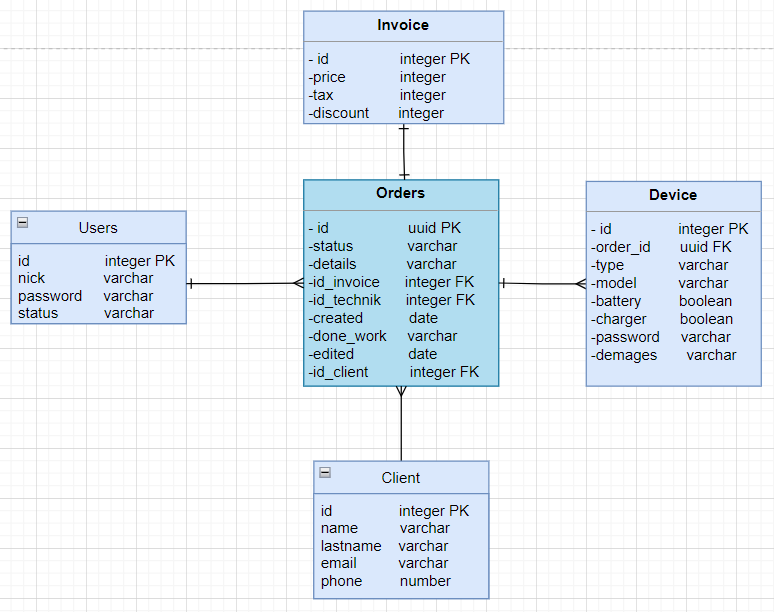 Invoice
- id integer PK
-price integer
-tax integer
-discount integer
Orders
- id uuid PK
-status varchar
-details varchar
-id_invoice integer FK
-id_technik integer FK
-created date
-done_work varchar
-edited date
-id_client integer FK
Users
id integer PK
nick varchar
password varchar
status varchar
Device
- id integer PK
-order_id uuid FK
-type varchar
-model varchar
-battery boolean
-charger boolean
-password varchar
-demages varchar
Client
id integer PK
name varchar
lastname varchar
email varchar
phone number